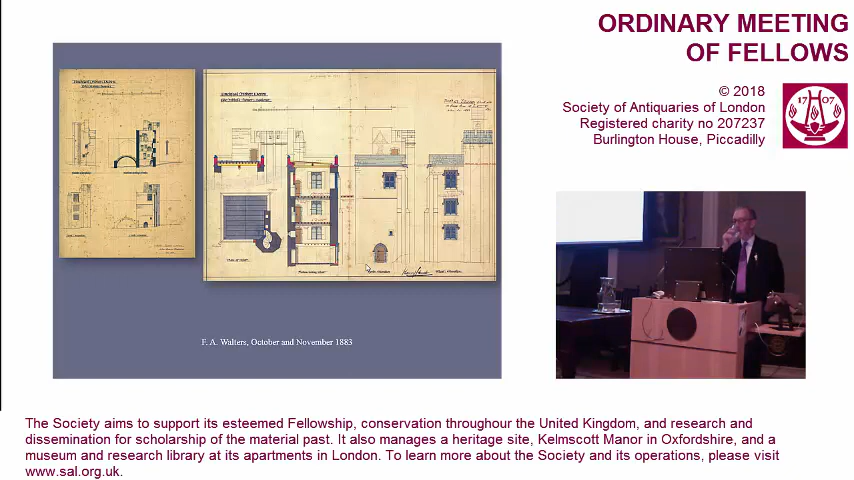 ORDINARY MEETING
OF FELLOWS
© 2018
Society of Antiquaries of London
Registered charity no 207237
Burlington House, Piccadilly
17 07
F. A. Walters, October and November 1883
The Society aims to support its esteemed Fellowship, conservation throughour the United Kingdom, and research and
dissemination for scholarship of the material past. It also manages a heritage site, Kelmscott Manor in Oxfordshire, and a
museum and research library at its apartments in London. To learn more about the Society and its operations, please visit
www.sal.org.uk.